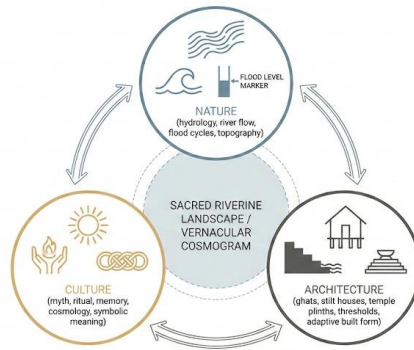 FLOOD LEVEL
MARKER
NATURE
(hydrology, river flow,
flood cycles, topography)
SACRED RIVERINE
LANDSCAPE /
VERNACULAR
COSMOGRAM
CULTURE
(myth, ritual, memory,
cosmology, symbolic
meaning)
ARCHITECTURE
(ghats, stilt houses, temple
plinths, thresholds,
adaptive built form)